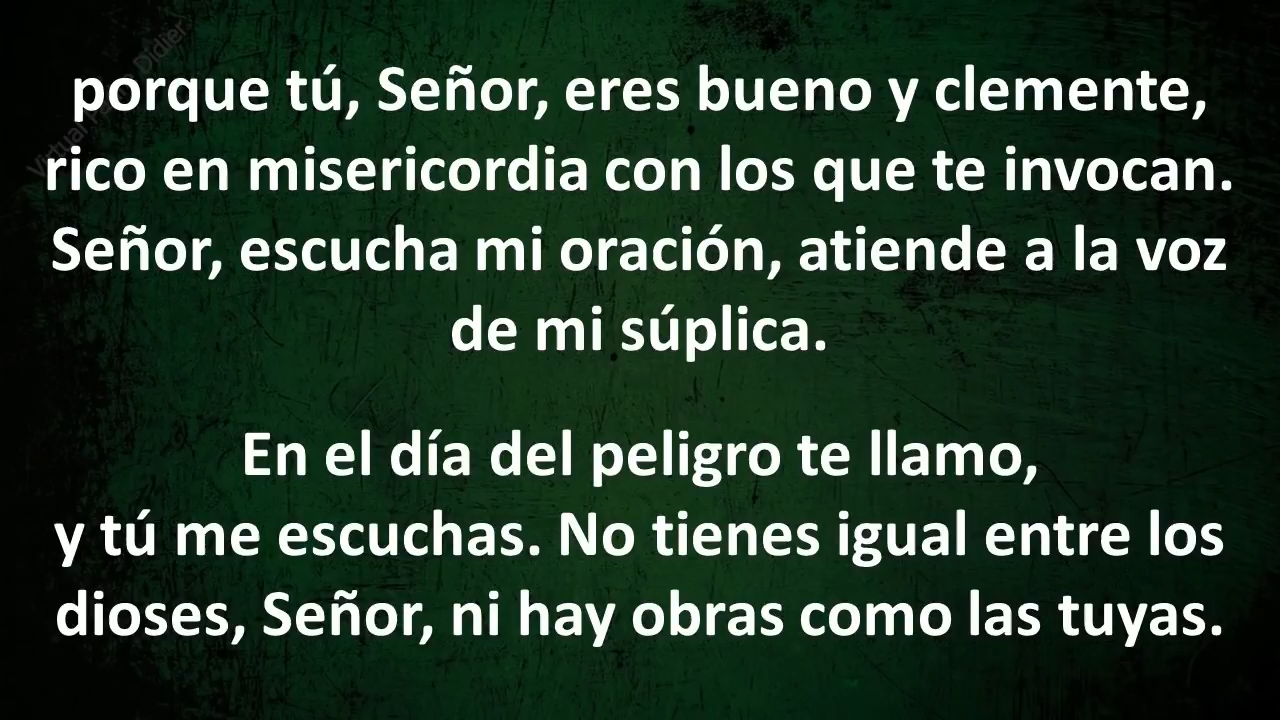 porque tú, Señor, eres bueno y clemente,
rico en misericordia con los que te invocan.
Señor, escucha mi oración, atiende a la voz
de mi súplica.
En el día del peligro te llamo,
y tú me escuchas. No tienes igual entre los
dioses, Señor, ni hay obras como las tuyas.